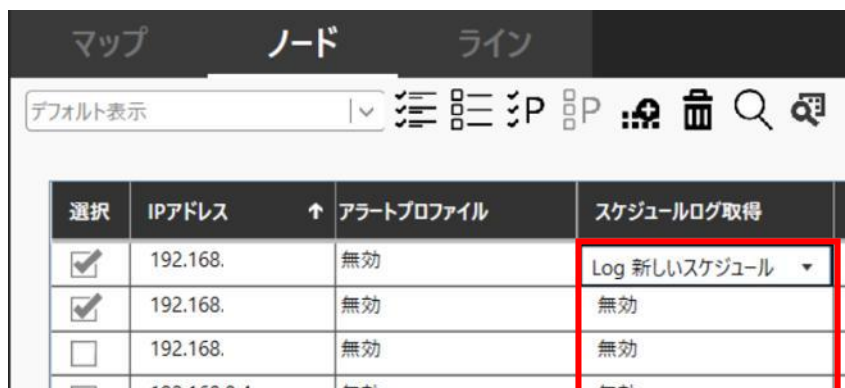 マップ ノード ライン
デフォルト表示 P P
選択 IPアドレス ↑ アラートプロファイル スケジュールログ取得
192.168. 無効 Log 新しいスケジュール
192.168. 無効 無効
192.168. 無効 無効